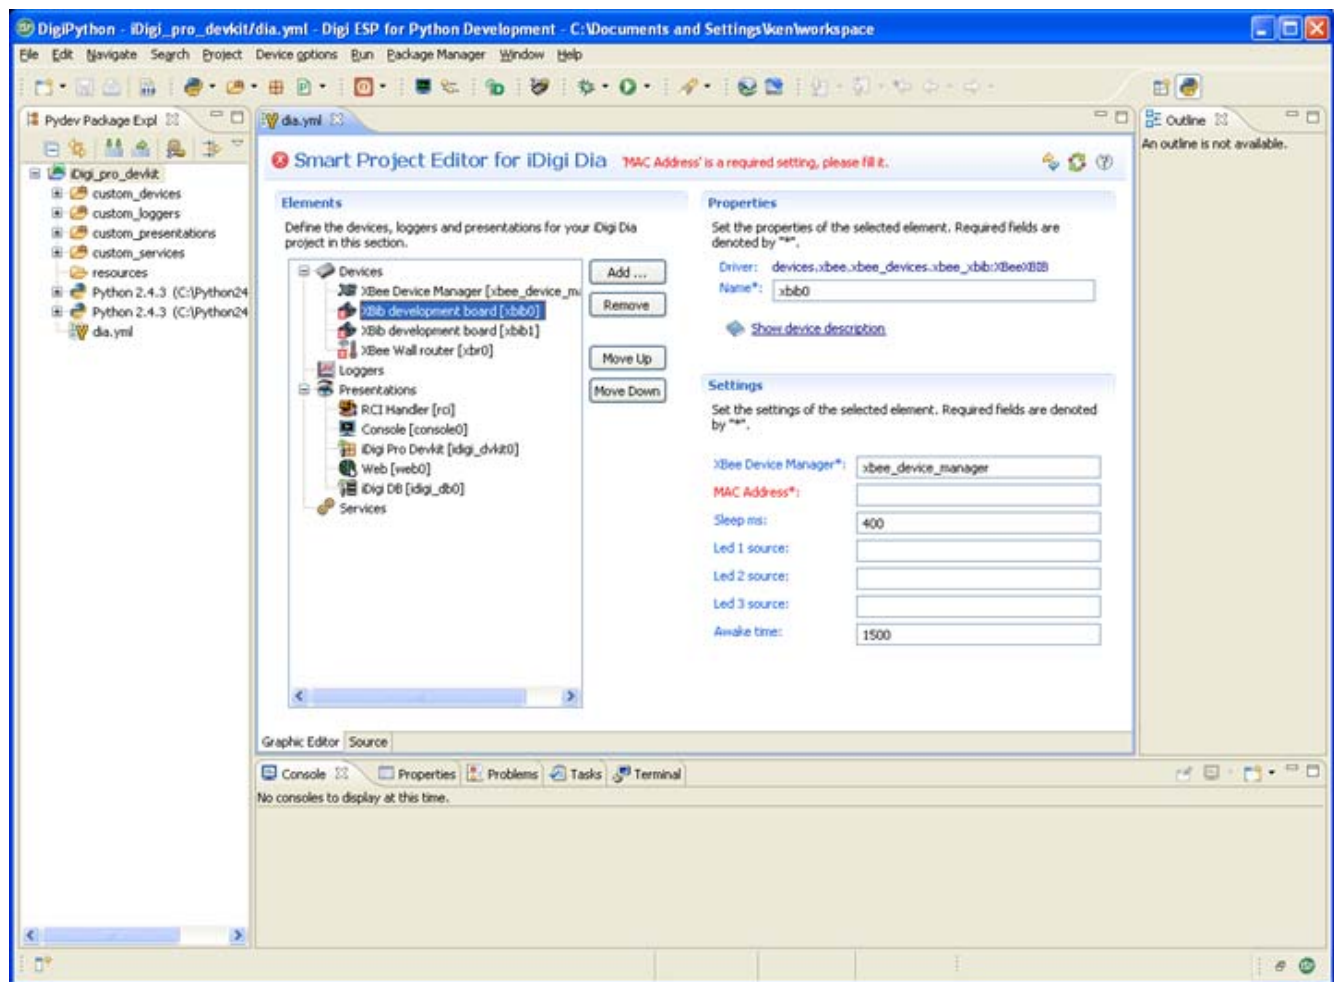 DigiPython - iDigi_pro_devkit/dia.yml - Digi ESP for Python Development - C:\Documents and Settings\ken\workspace
File Edit Navigate Search Project Device options Run Package Manager Window Help
Pydev Package Expl
iDigi_pro_devkit
custom_devices
custom_loggers
custom_presentations
custom_services
resources
Python 2.4.3 (C:\Python24
Python 2.4.3 (C:\Python24
dia.yml
dia.yml
Smart Project Editor for iDigi Dia 'MAC Address' is a required setting, please fill it.
Elements
Define the devices, loggers and presentations for your iDigi Dia
project in this section.
Devices
XBee Device Manager [xbee_device_m
XBib development board [xbib0]
XBib development board [xbib1]
XBee Wall router [xbr0]
Loggers
Presentations
RCI Handler [rci]
Console [console0]
iDigi Pro Devkit [idigi_dvkit0]
Web [web0]
iDigi DB [idigi_db0]
Services
Add ...
Remove
Move Up
Move Down
Properties
Set the properties of the selected element. Required fields are
denoted by "*".
Driver: devices.xbee.xbee_devices.xbee_xbib:XBeeXBIB
Name*: xbib0
Show device description
Settings
Set the settings of the selected element. Required fields are denoted
by "*".
XBee Device Manager*: xbee_device_manager
MAC Address*:
Sleep ms: 400
Led 1 source:
Led 2 source:
Led 3 source:
Awake time: 1500
Graphic Editor Source
Outline
An outline is not available.
Console Properties Problems Tasks Terminal
No consoles to display at this time.